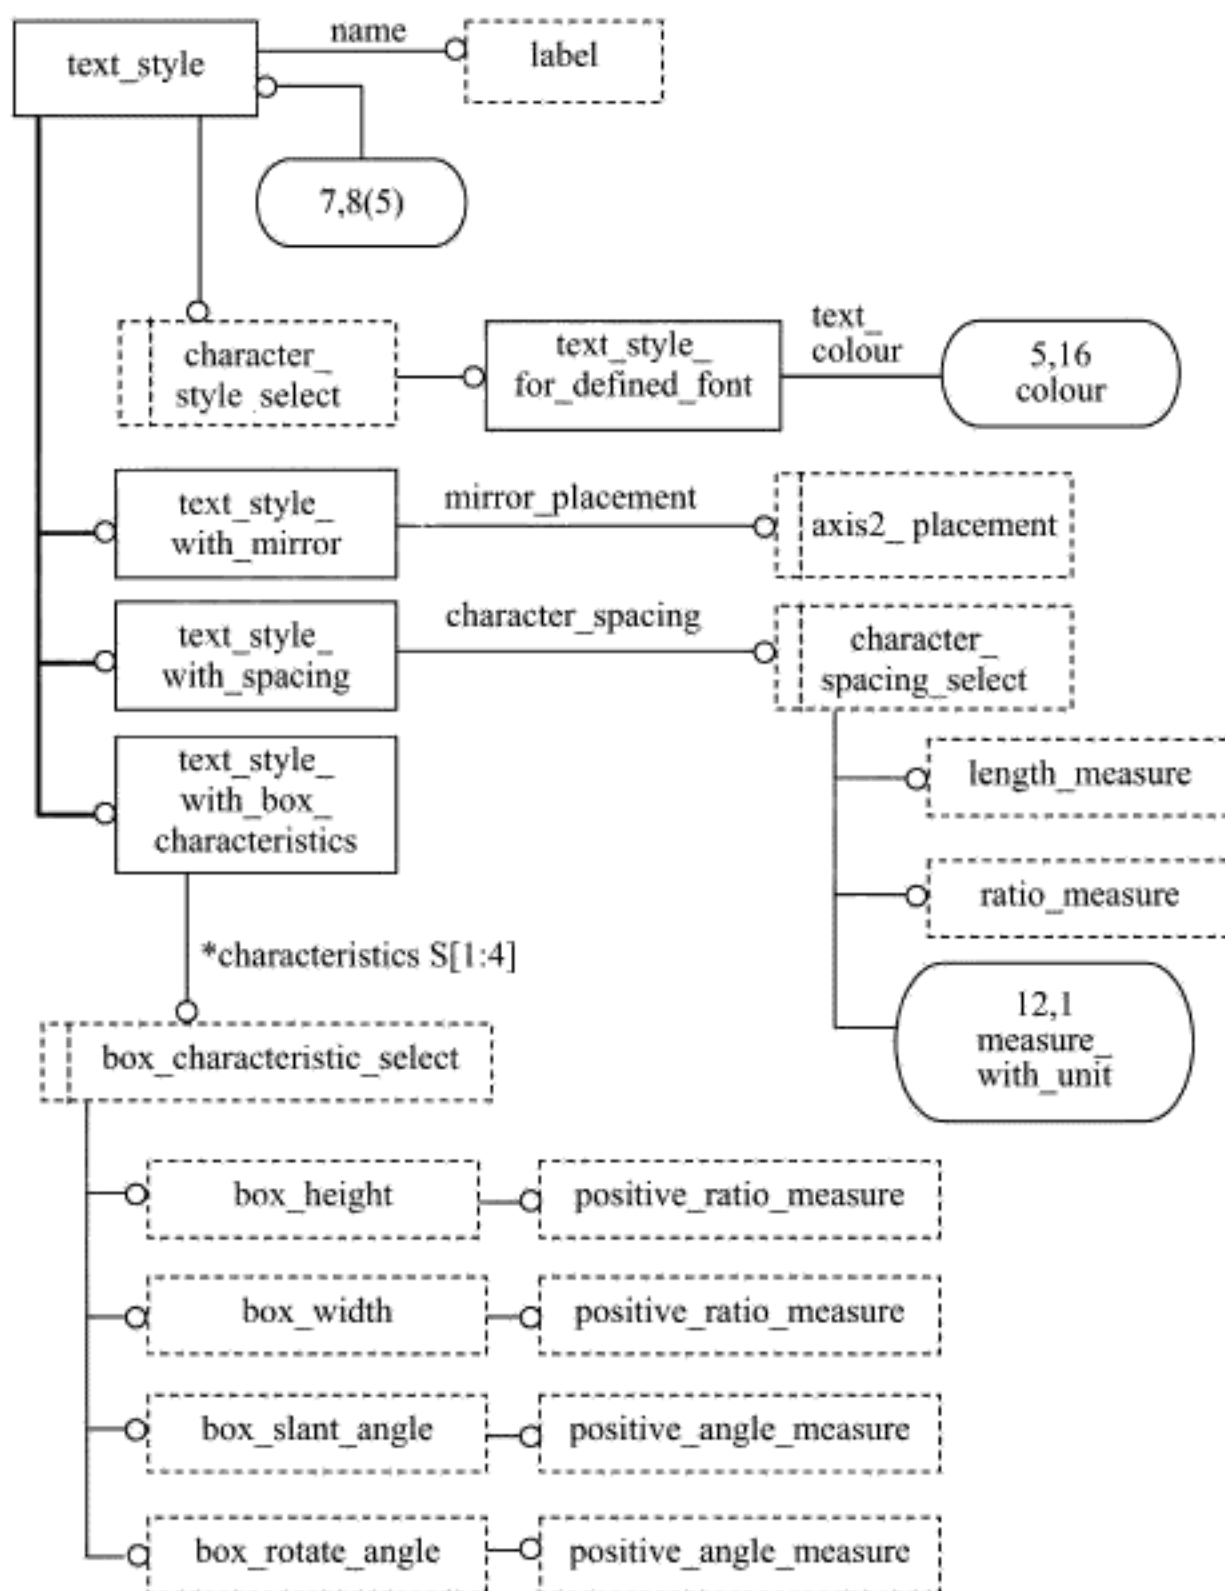 name
text_style
label
7,8(5)
text_
colour
character_
style_select
text_style_
for_defined_font
5,16
colour
text_style_
with_mirror
mirror_placement
axis2_ placement
text_style_
with_spacing
character_spacing
character_
spacing_select
text_style_
with_box_
characteristics
length_measure
ratio_measure
*characteristics S[1:4]
12,1
measure_
with_unit
box_characteristic_select
box_height
positive_ratio_measure
box_width
positive_ratio_measure
box_slant_angle
positive_angle_measure
box_rotate_angle
positive_angle_measure